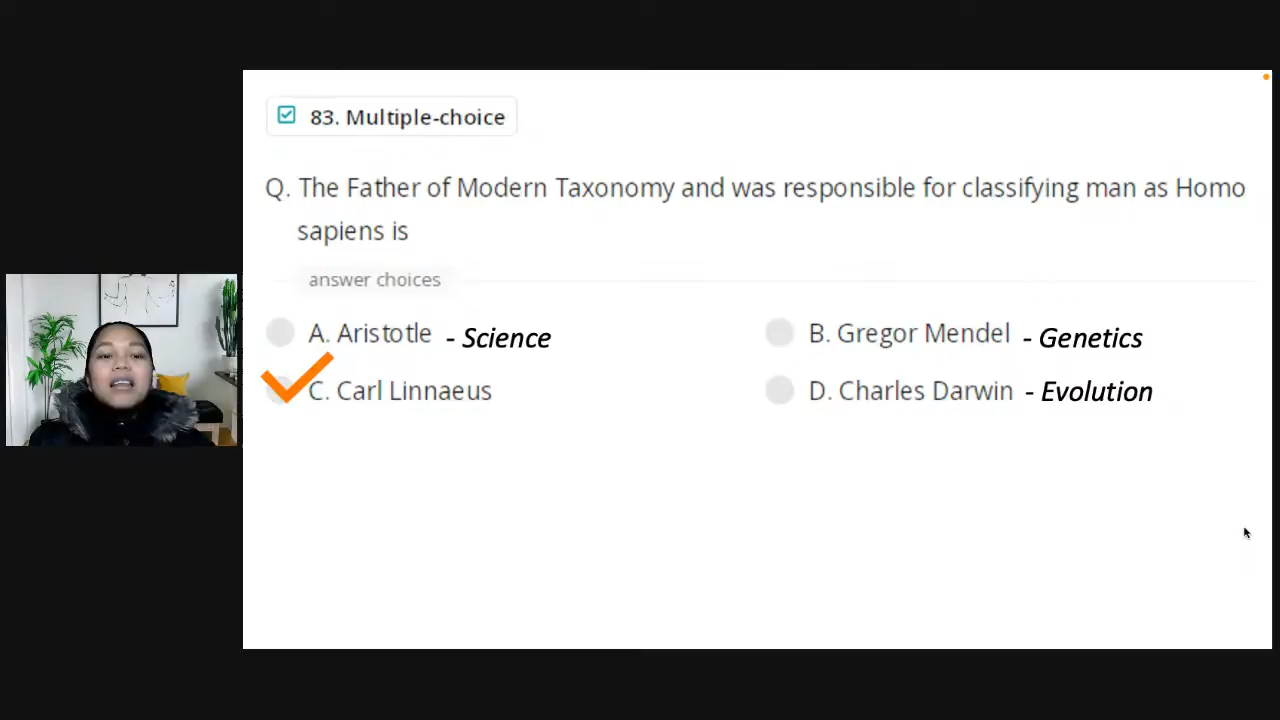 83. Multiple-choice
Q. The Father of Modern Taxonomy and was responsible for classifying man as Homo
sapiens is
answer choices
A. Aristotle - Science
B. Gregor Mendel - Genetics
C. Carl Linnaeus
D. Charles Darwin - Evolution